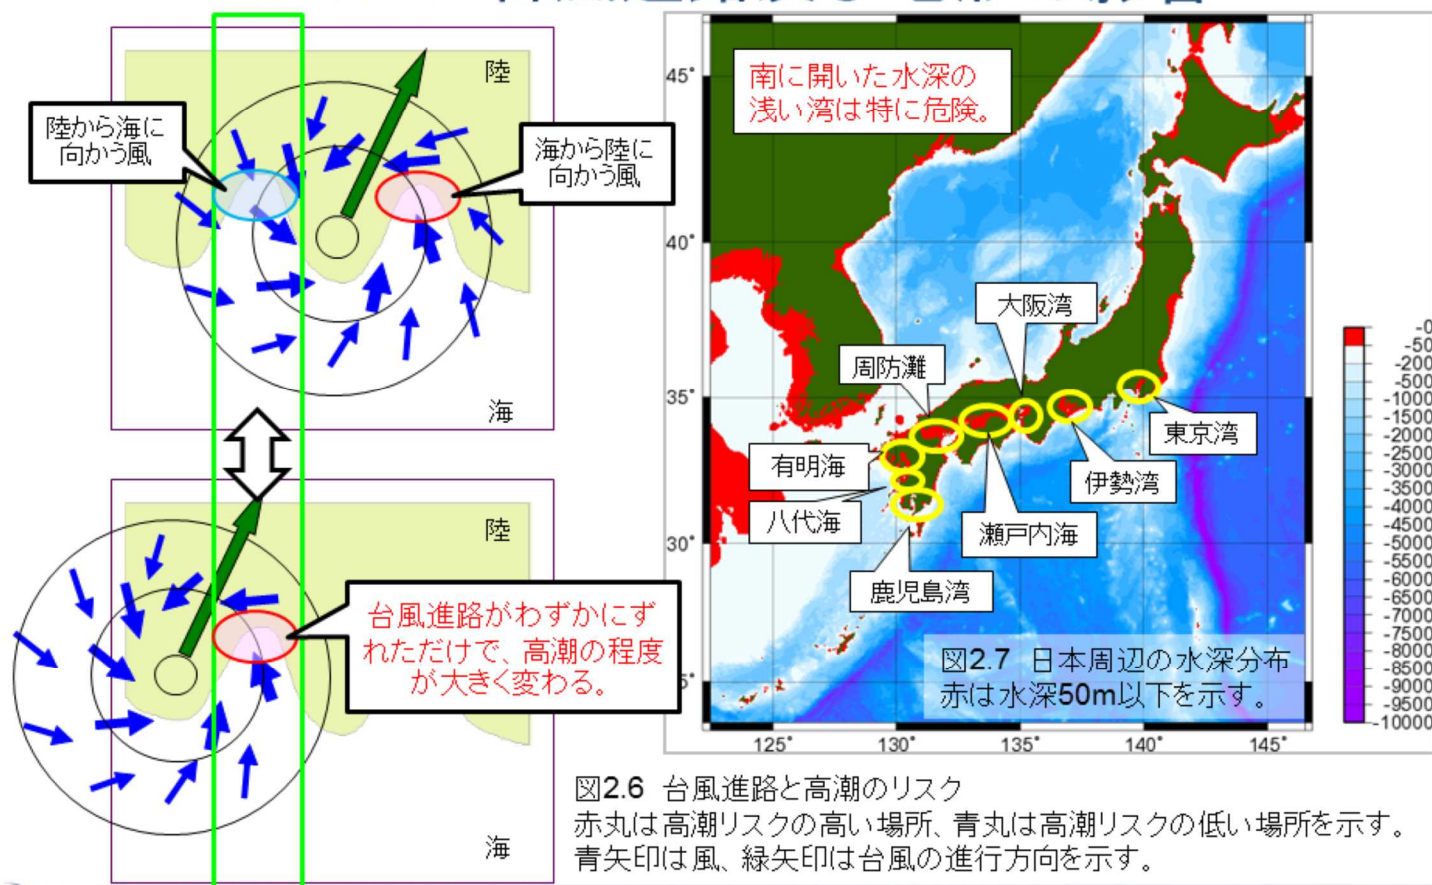 陸
陸から海に
向かう風
海から陸に
向かう風
海
陸
台風進路がわずかにず
れただけで、高潮の程度
が大きく変わる。
海
南に開いた水深の
浅い湾は特に危険。
45°
40°
35°
30°
5°
125°
130°
135°
140°
145°
大阪湾
周防灘
有明海
八代海
鹿児島湾
瀬戸内海
伊勢湾
東京湾
図2.7 日本周辺の水深分布
赤は水深50m以下を示す。
-0
-50
-200
-500
-1000
-1500
-2000
-2500
-3000
-3500
-4000
-4500
-5000
-5500
-6000
-6500
-7000
-7500
-8000
-8500
-9000
-9500
-10000
図2.6 台風進路と高潮のリスク
赤丸は高潮リスクの高い場所、青丸は高潮リスクの低い場所を示す。
青矢印は風、緑矢印は台風の進行方向を示す。